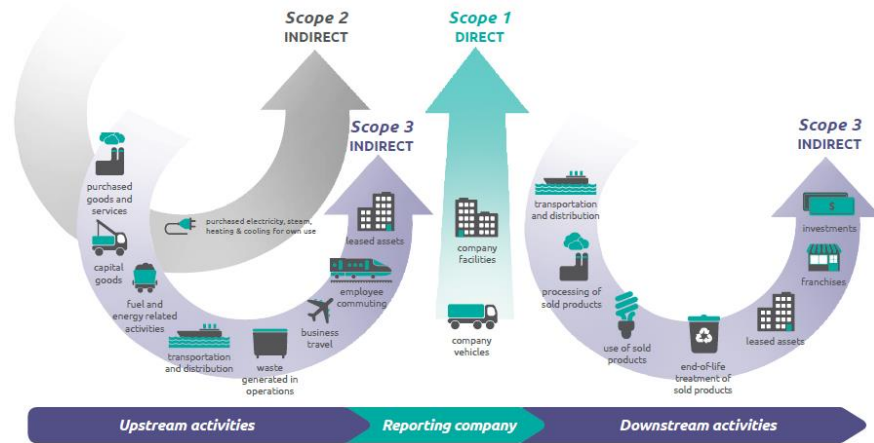 Scope 2
INDIRECT
Scope 1
DIRECT
Scope 3
INDIRECT
Scope 3
INDIRECT
purchased
goods and
services
capital
goods
fuel and
energy related
activities
transportation
and distribution
waste
generated in
operations
business
travel
employee
commuting
leased assets
purchased electricity, steam,
heating & cooling for own use
company
facilities
company
vehicles
transportation
and distribution
processing of
sold products
use of sold
products
end-of-life
treatment of
sold products
leased assets
franchises
$
investments
Upstream activities
Reporting company
Downstream activities